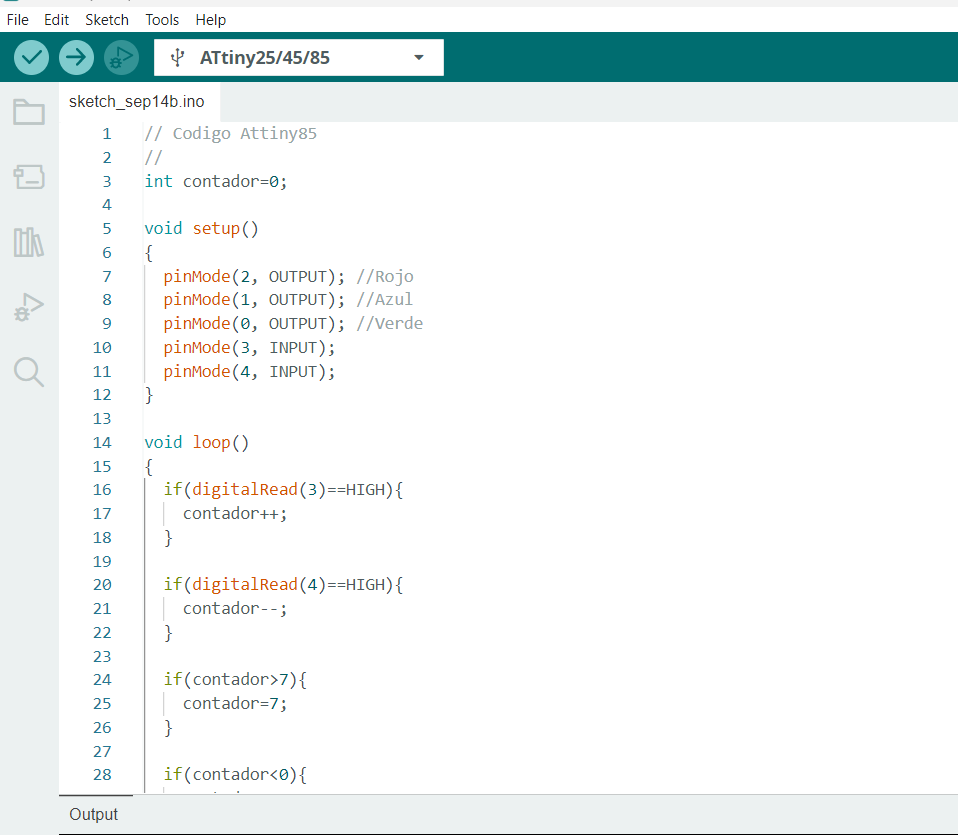 File Edit Sketch Tools Help
ATtiny25/45/85
sketch_sep14b.ino
1 // Codigo Attiny85
2 //
3 int contador=0;
4
5 void setup()
6 {
7 pinMode(2, OUTPUT); //Rojo
8 pinMode(1, OUTPUT); //Azul
9 pinMode(0, OUTPUT); //Verde
10 pinMode(3, INPUT);
11 pinMode(4, INPUT);
12 }
13
14 void loop()
15 {
16 if(digitalRead(3)==HIGH){
17 contador++;
18 }
19
20 if(digitalRead(4)==HIGH){
21 contador--;
22 }
23
24 if(contador>7){
25 contador=7;
26 }
27
28 if(contador<0){
Output